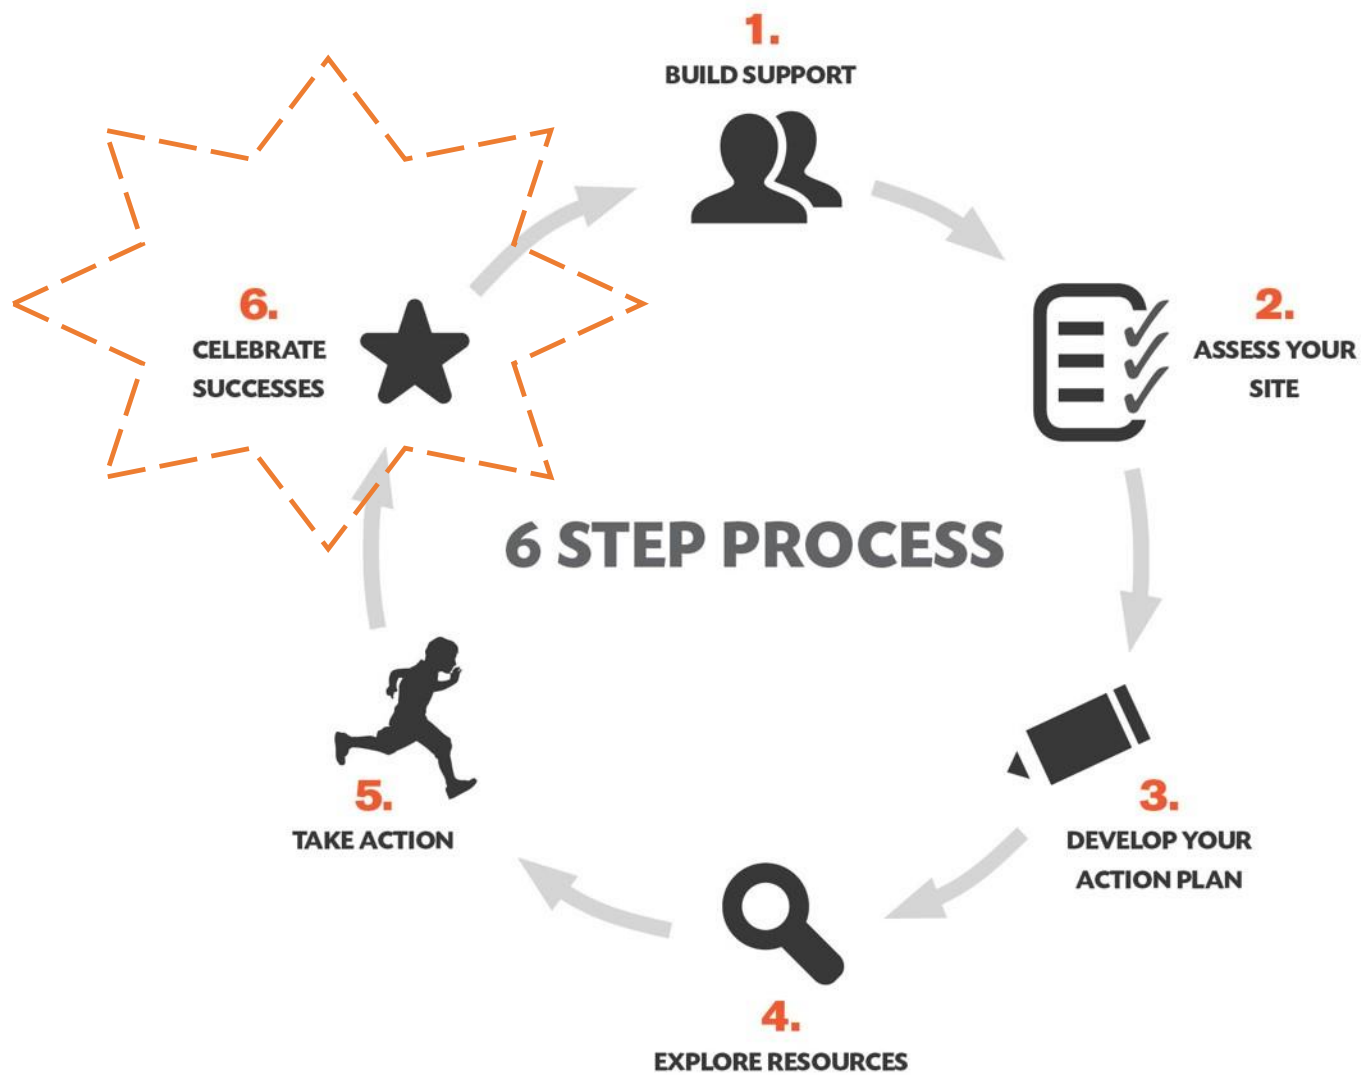 1.
BUILD SUPPORT
2.
ASSESS YOUR
SITE
3.
DEVELOP YOUR
ACTION PLAN
4.
EXPLORE RESOURCES
5.
TAKE ACTION
6.
CELEBRATE
SUCCESSES
6 STEP PROCESS